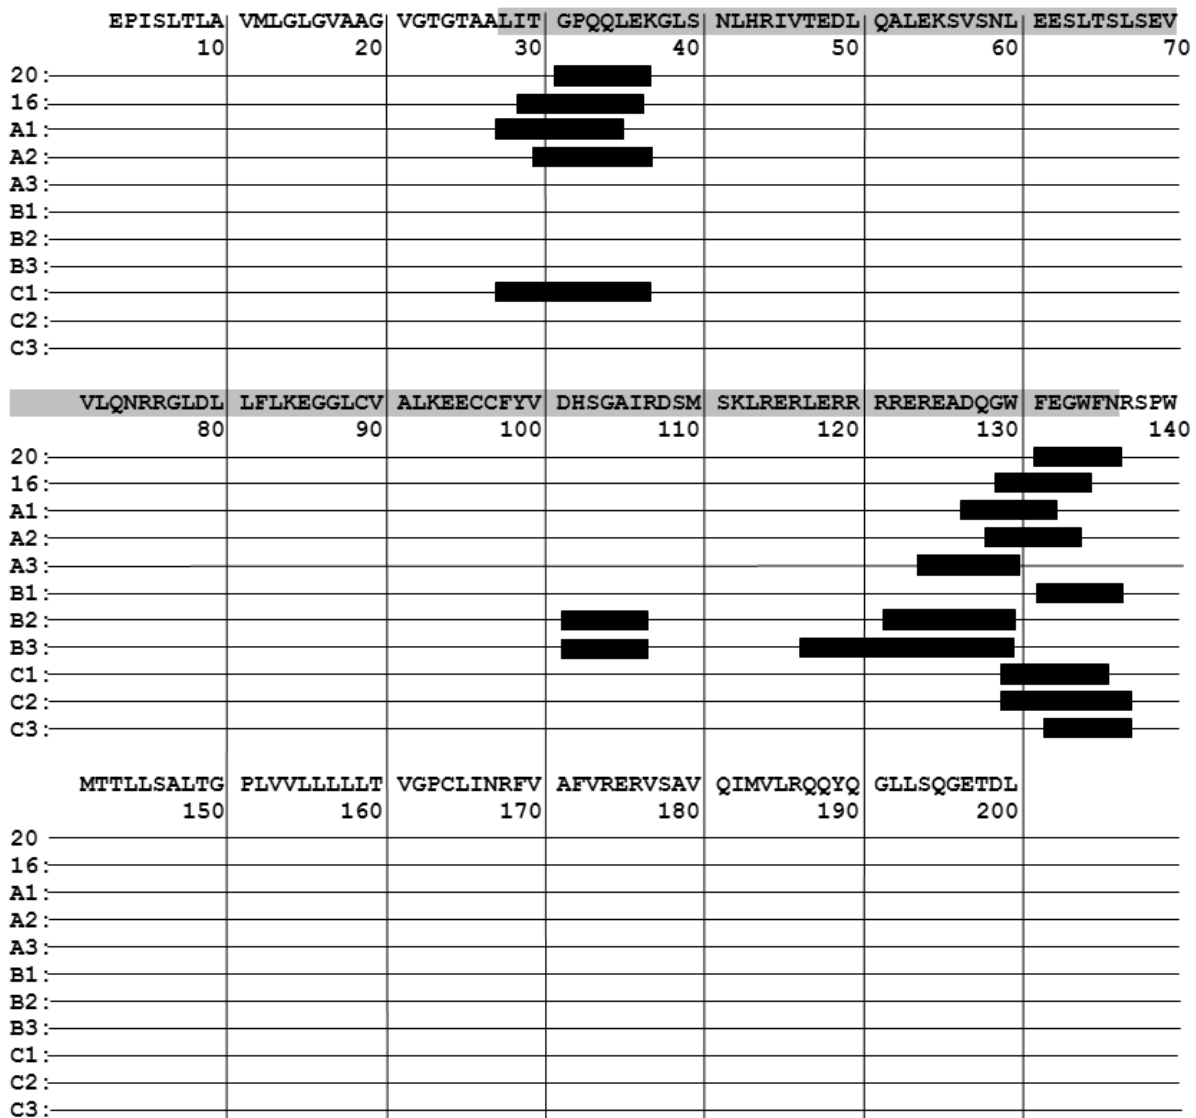 EPISLTLA VMLGLGVAAG VGTGTAALIT GPQQLEKGLS NLHRIVTEDL QALEKSVSNL EESLTSLSEV
10 20 30 40 50 60 70
20:
16:
A1:
A2:
A3:
B1:
B2:
B3:
C1:
C2:
C3:
VLQNRRGLDL LFLKEGGLCV ALKEECCFYV DHSGAIRDSM SKLRERLERR RREREADQGW FEGWFNRSPW
80 90 100 110 120 130 140
20:
16:
A1:
A2:
A3:
B1:
B2:
B3:
C1:
C2:
C3:
MTTLLSALTG PLVVLLLLLT VGPCLINRFV AFVRERVSAV QIMVLRQQYQ GLLSQGETDL
150 160 170 180 190 200
20
16:
A1:
A2:
A3:
B1:
B2:
B3:
C1:
C2:
C3: